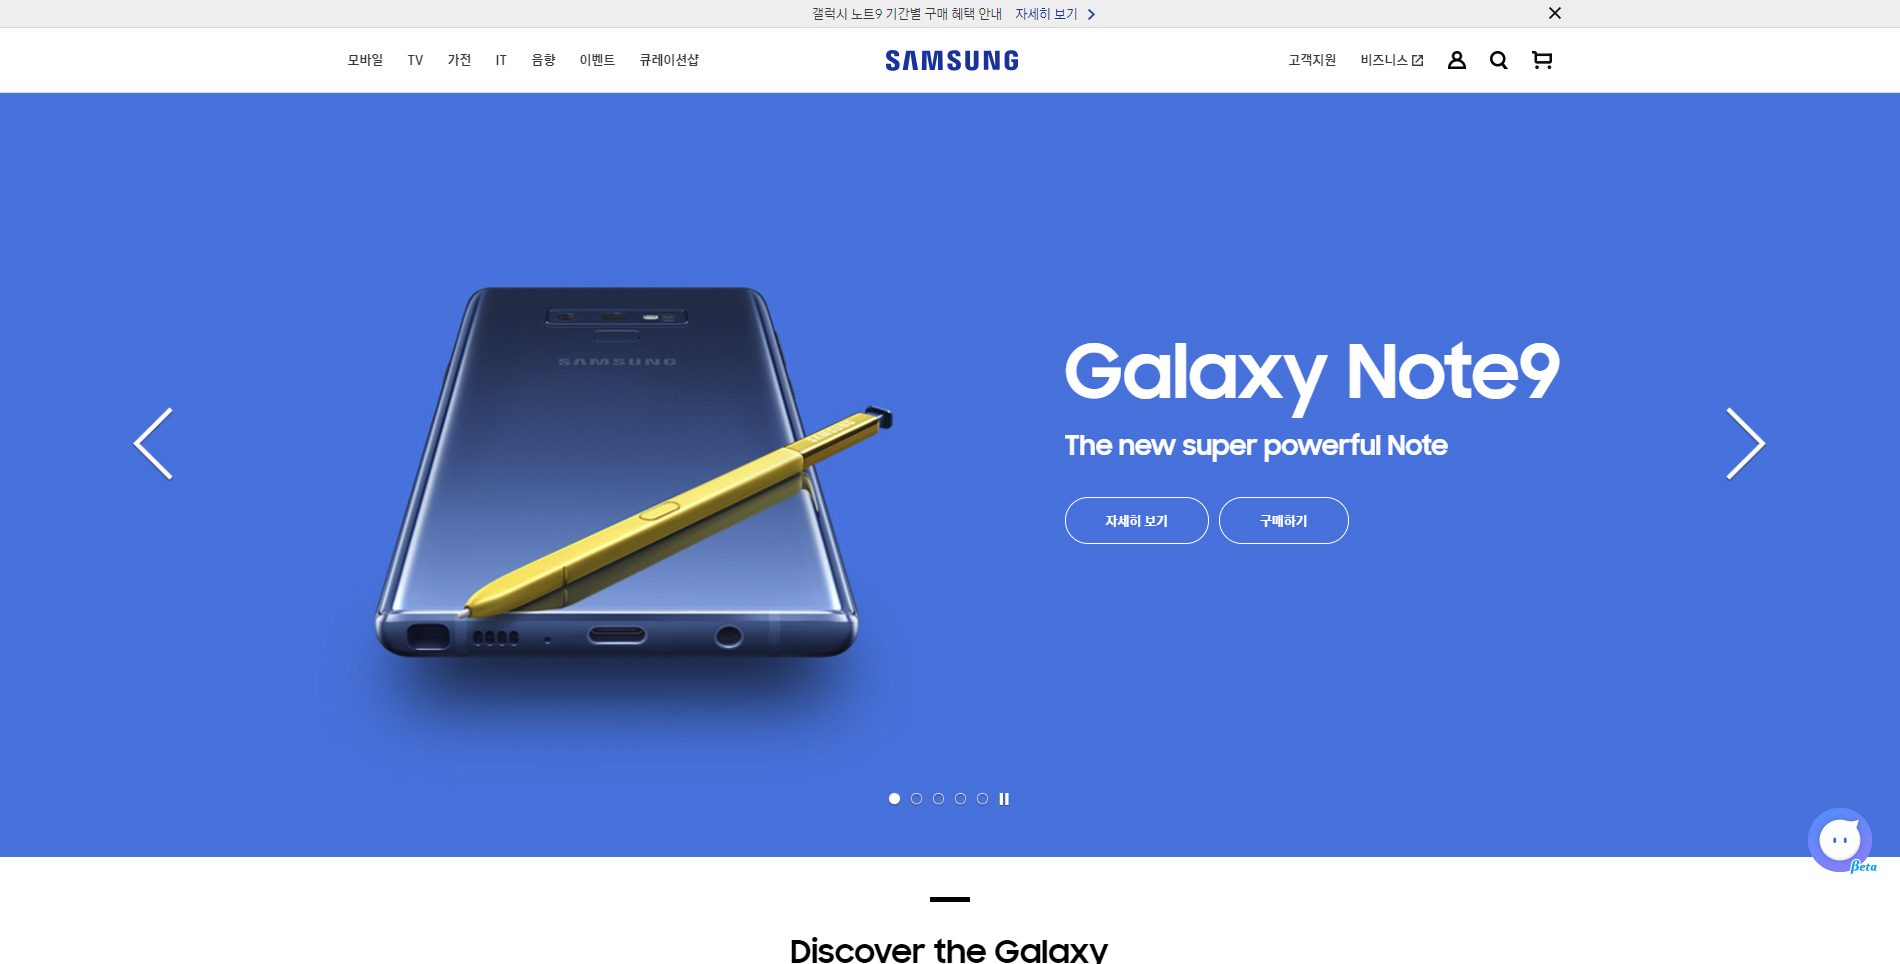 갤럭시 노트9 기간별 구매 혜택 안내 자세히 보기
모바일 TV 가전 IT 음향 이벤트 큐레이션샵 SAMSUNG 고객지원 비즈니스
SAMSUNG
SAMSUNG
Galaxy Note9
The new super powerful Note
자세히 보기 구매하기
βeta
Discover the Galaxy